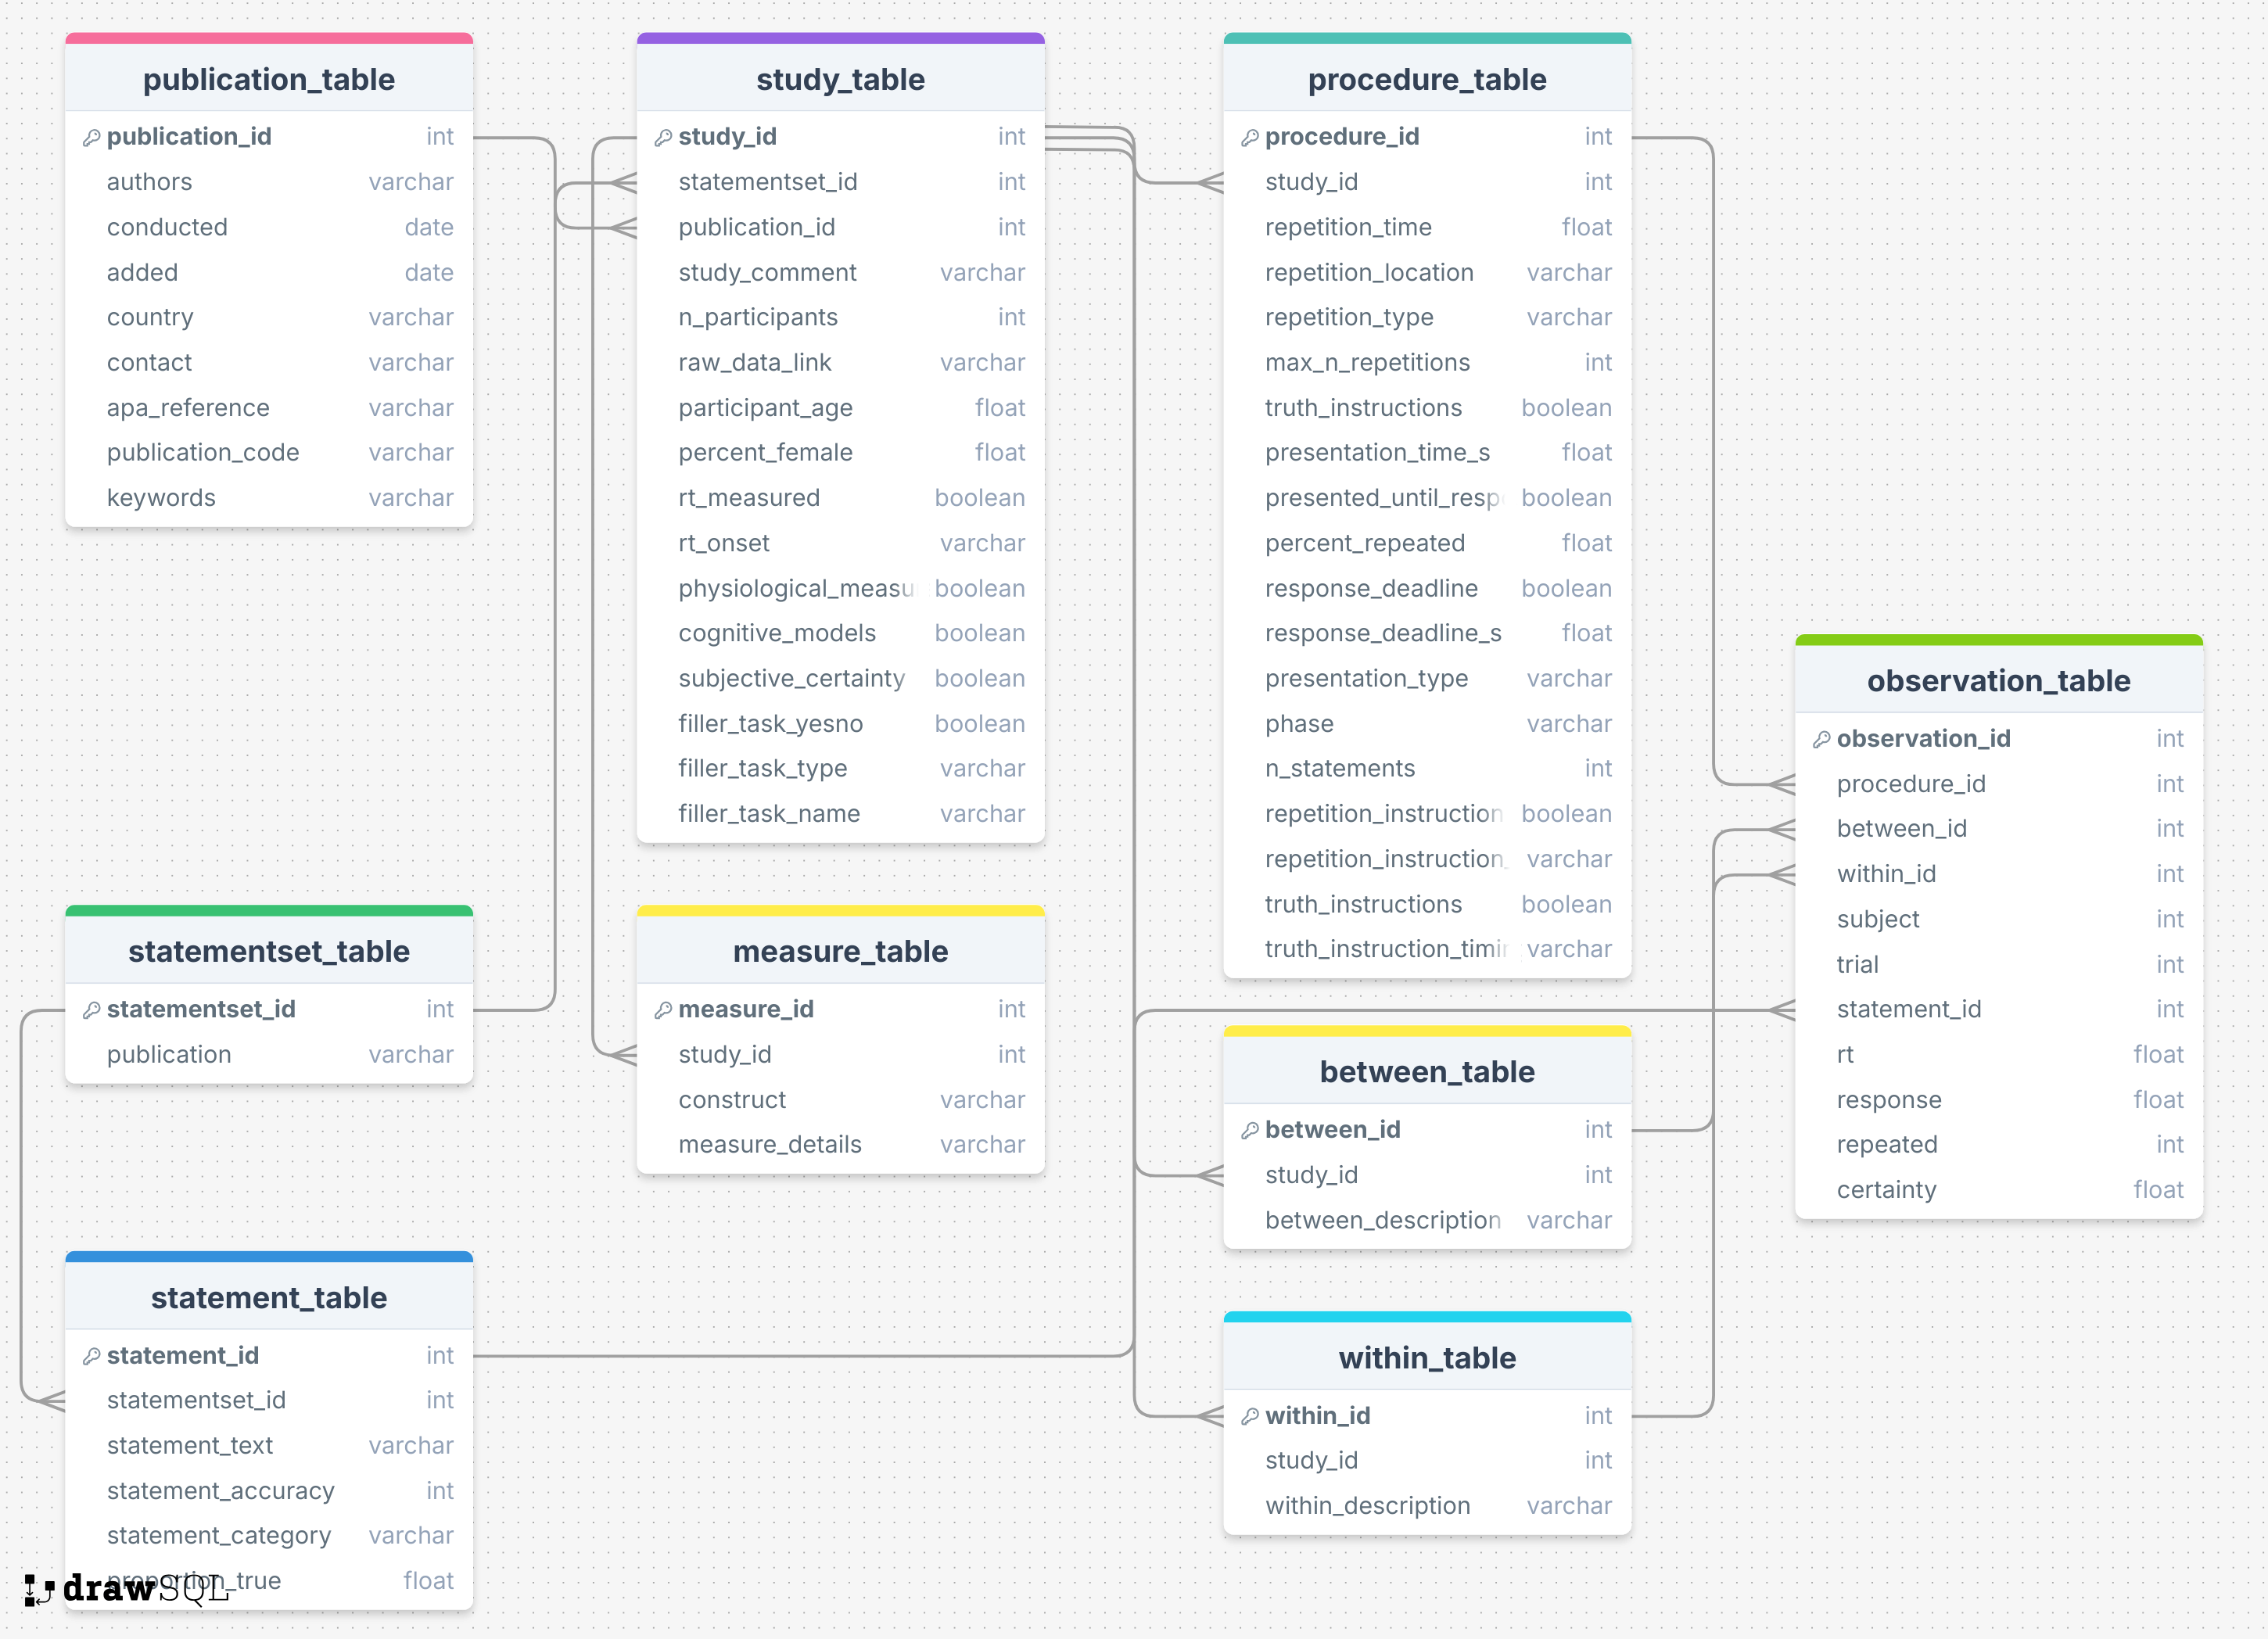 publication_table
publication_id int
authors varchar
conducted date
added date
country varchar
contact varchar
apa_reference varchar
publication_code varchar
keywords varchar
study_table
study_id int
statementset_id int
publication_id int
study_comment varchar
n_participants int
raw_data_link varchar
participant_age float
percent_female float
rt_measured boolean
rt_onset varchar
physiological_measu boolean
cognitive_models boolean
subjective_certainty boolean
filler_task_yesno boolean
filler_task_type varchar
filler_task_name varchar
procedure_table
procedure_id int
study_id int
repetition_time float
repetition_location varchar
repetition_type varchar
max_n_repetitions int
truth_instructions boolean
presentation_time_s float
presented_until_resp boolean
percent_repeated float
response_deadline boolean
response_deadline_s float
presentation_type varchar
phase varchar
n_statements int
repetition_instruction boolean
repetition_instruction_ varchar
truth_instructions boolean
truth_instruction_timi varchar
observation_table
observation_id int
procedure_id int
between_id int
within_id int
subject int
trial int
statement_id int
rt float
response float
repeated int
certainty float
statementset_table
statementset_id int
publication varchar
measure_table
measure_id int
study_id int
construct varchar
measure_details varchar
between_table
between_id int
study_id int
between_description varchar
statement_table
statement_id int
statementset_id int
statement_text varchar
statement_accuracy int
statement_category varchar
proportion_true float
within_table
within_id int
study_id int
within_description varchar
drawSQL